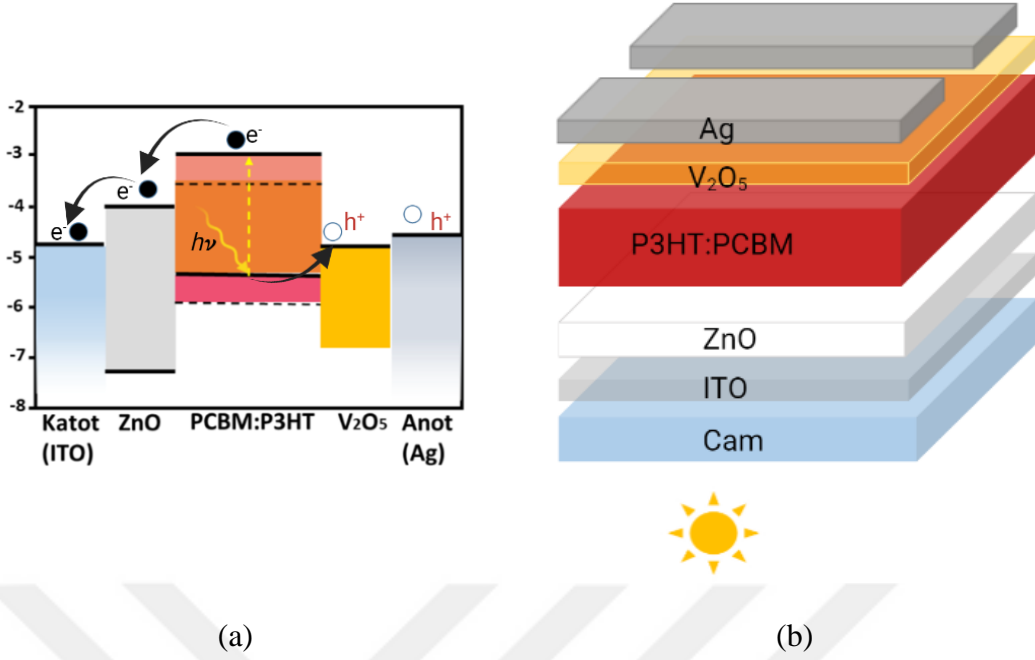 -2
-3
-4
-5
-6
-7
-8
e⁻
e⁻
e⁻
hν
h⁺
h⁺
Katot
(ITO)
ZnO
PCBM:P3HT
V₂O₅
Anot
(Ag)
Ag
V₂O₅
P3HT:PCBM
ZnO
ITO
Cam
(a)
(b)